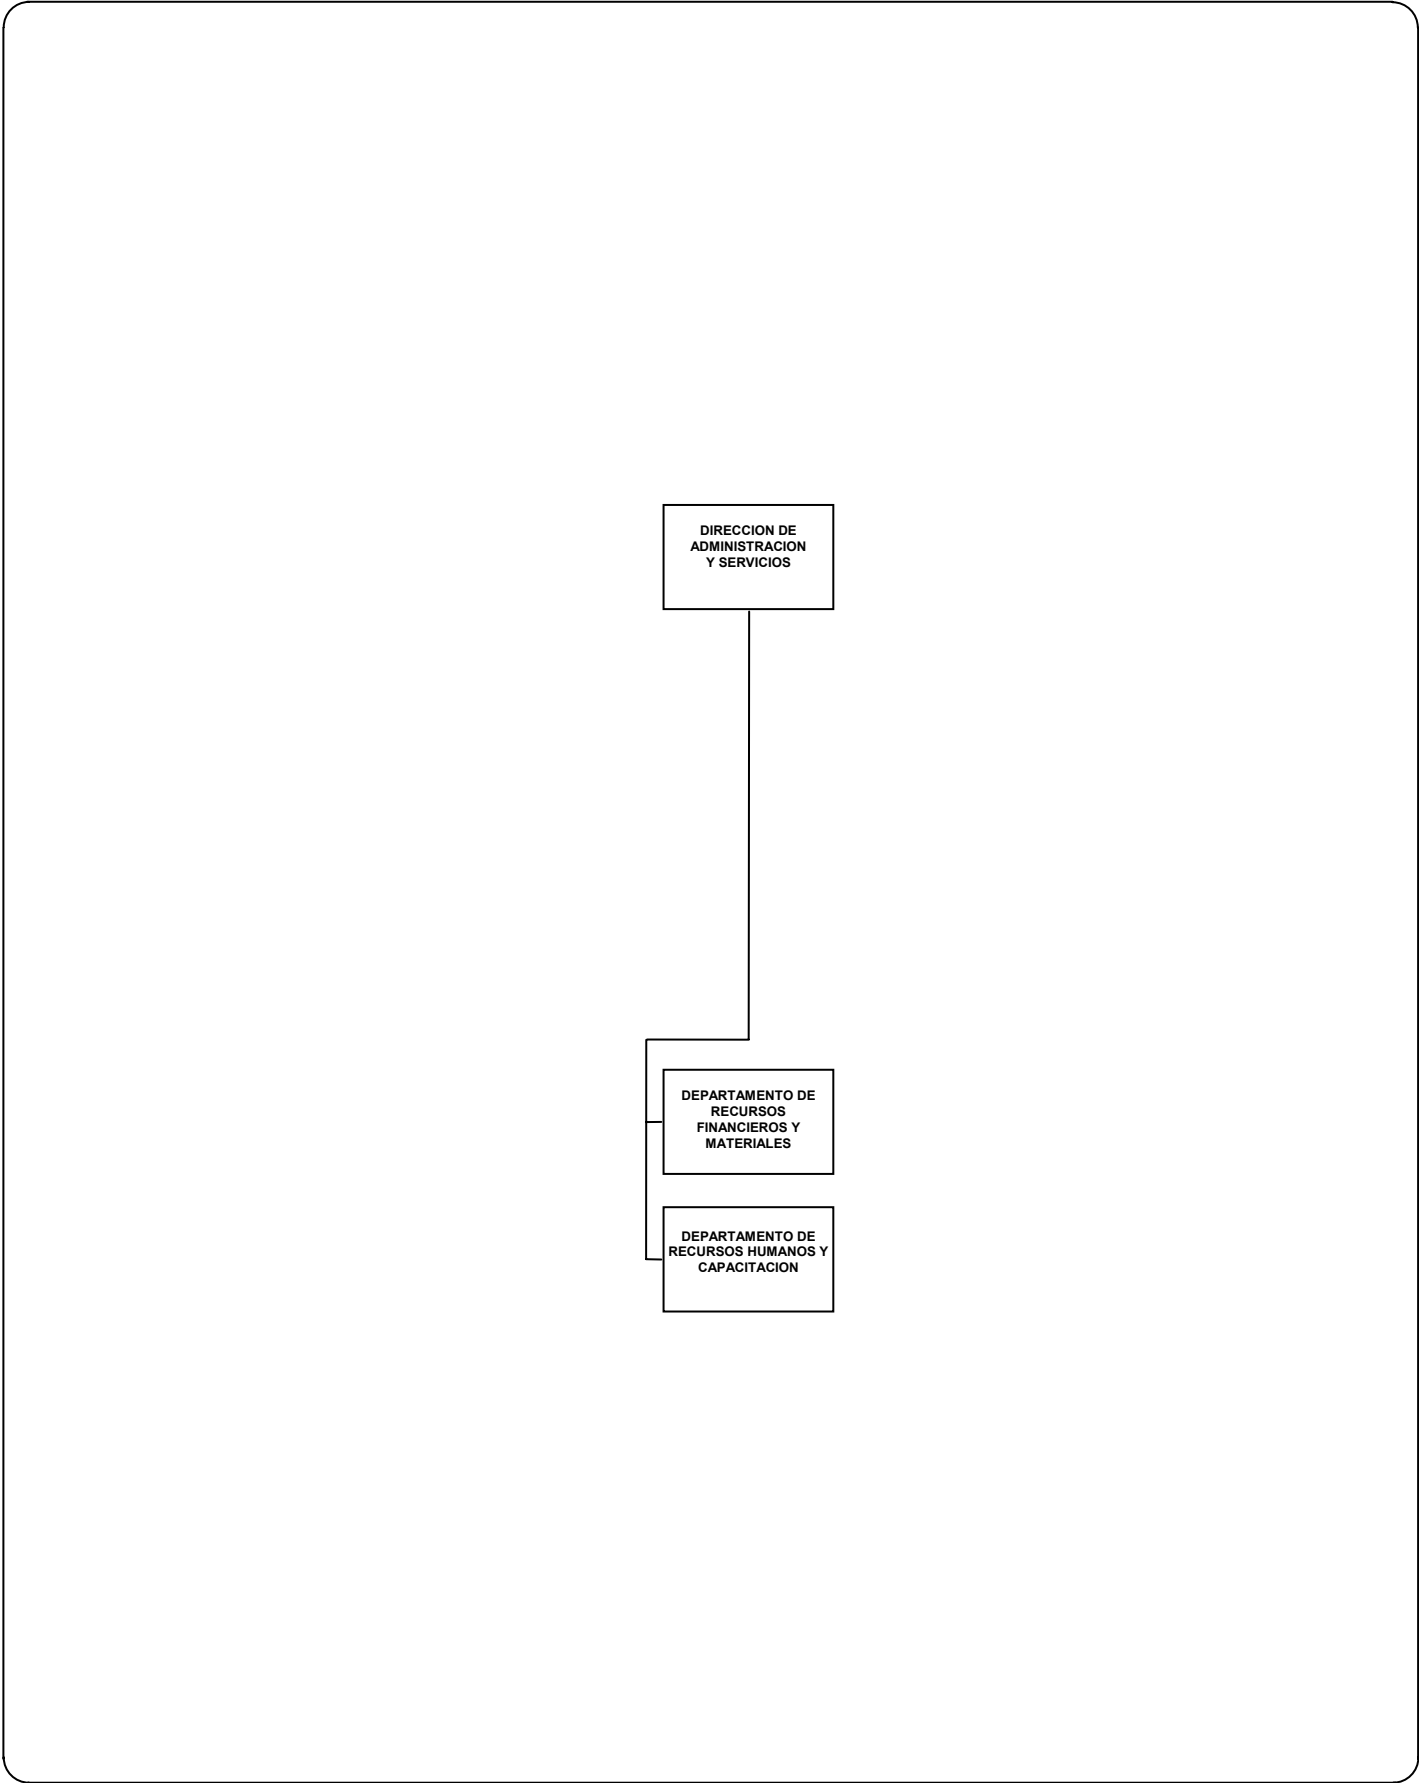 DIRECCION DE
ADMINISTRACION
Y SERVICIOS
DEPARTAMENTO DE
RECURSOS
FINANCIEROS Y
MATERIALES
DEPARTAMENTO DE
RECURSOS HUMANOS Y
CAPACITACION